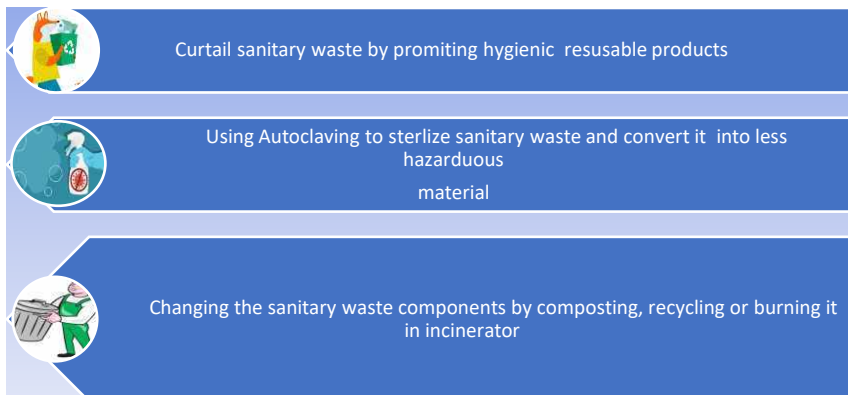 Curtail sanitary waste by promiting hygienic resusable products
Using Autoclaving to sterlize sanitary waste and convert it into less
hazarduous
material
Changing the sanitary waste components by composting, recycling or burning it
in incinerator